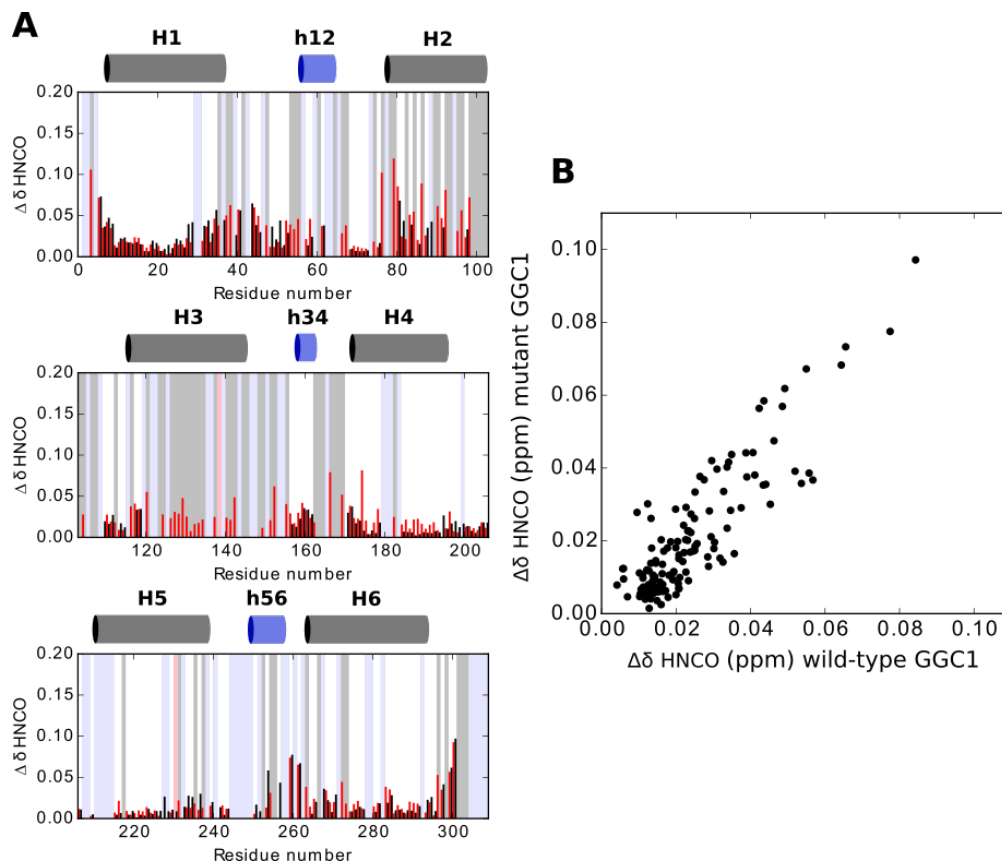 A
H1 h12 H2
0.20
0.15
0.10
0.05
0.00
Δ δ HNCO
0 20 40 60 80 100
Residue number
H3 h34 H4
0.20
0.15
0.10
0.05
0.00
Δ δ HNCO
120 140 160 180 200
Residue number
H5 h56 H6
0.20
0.15
0.10
0.05
0.00
Δ δ HNCO
220 240 260 280 300
Residue number
B
0.10
0.08
0.06
0.04
0.02
0.00
Δδ HNCO (ppm) mutant GGC1
0.00 0.02 0.04 0.06 0.08 0.10
Δδ HNCO (ppm) wild-type GGC1